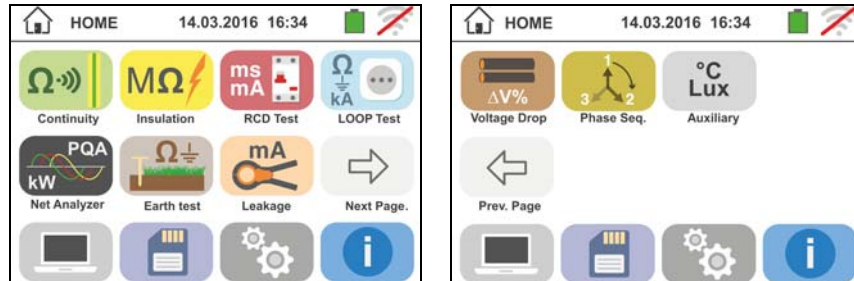 HOME 14.03.2016 16:34
Ω MΩ ms mA Ω kA
Continuity Insulation RCD Test LOOP Test
PQA kW Ω mA
Net Analyzer Earth test Leakage Next Page.
i
HOME 14.03.2016 16:34
ΔV% 1 2 3 °C Lux
Voltage Drop Phase Seq. Auxiliary
Prev. Page
i